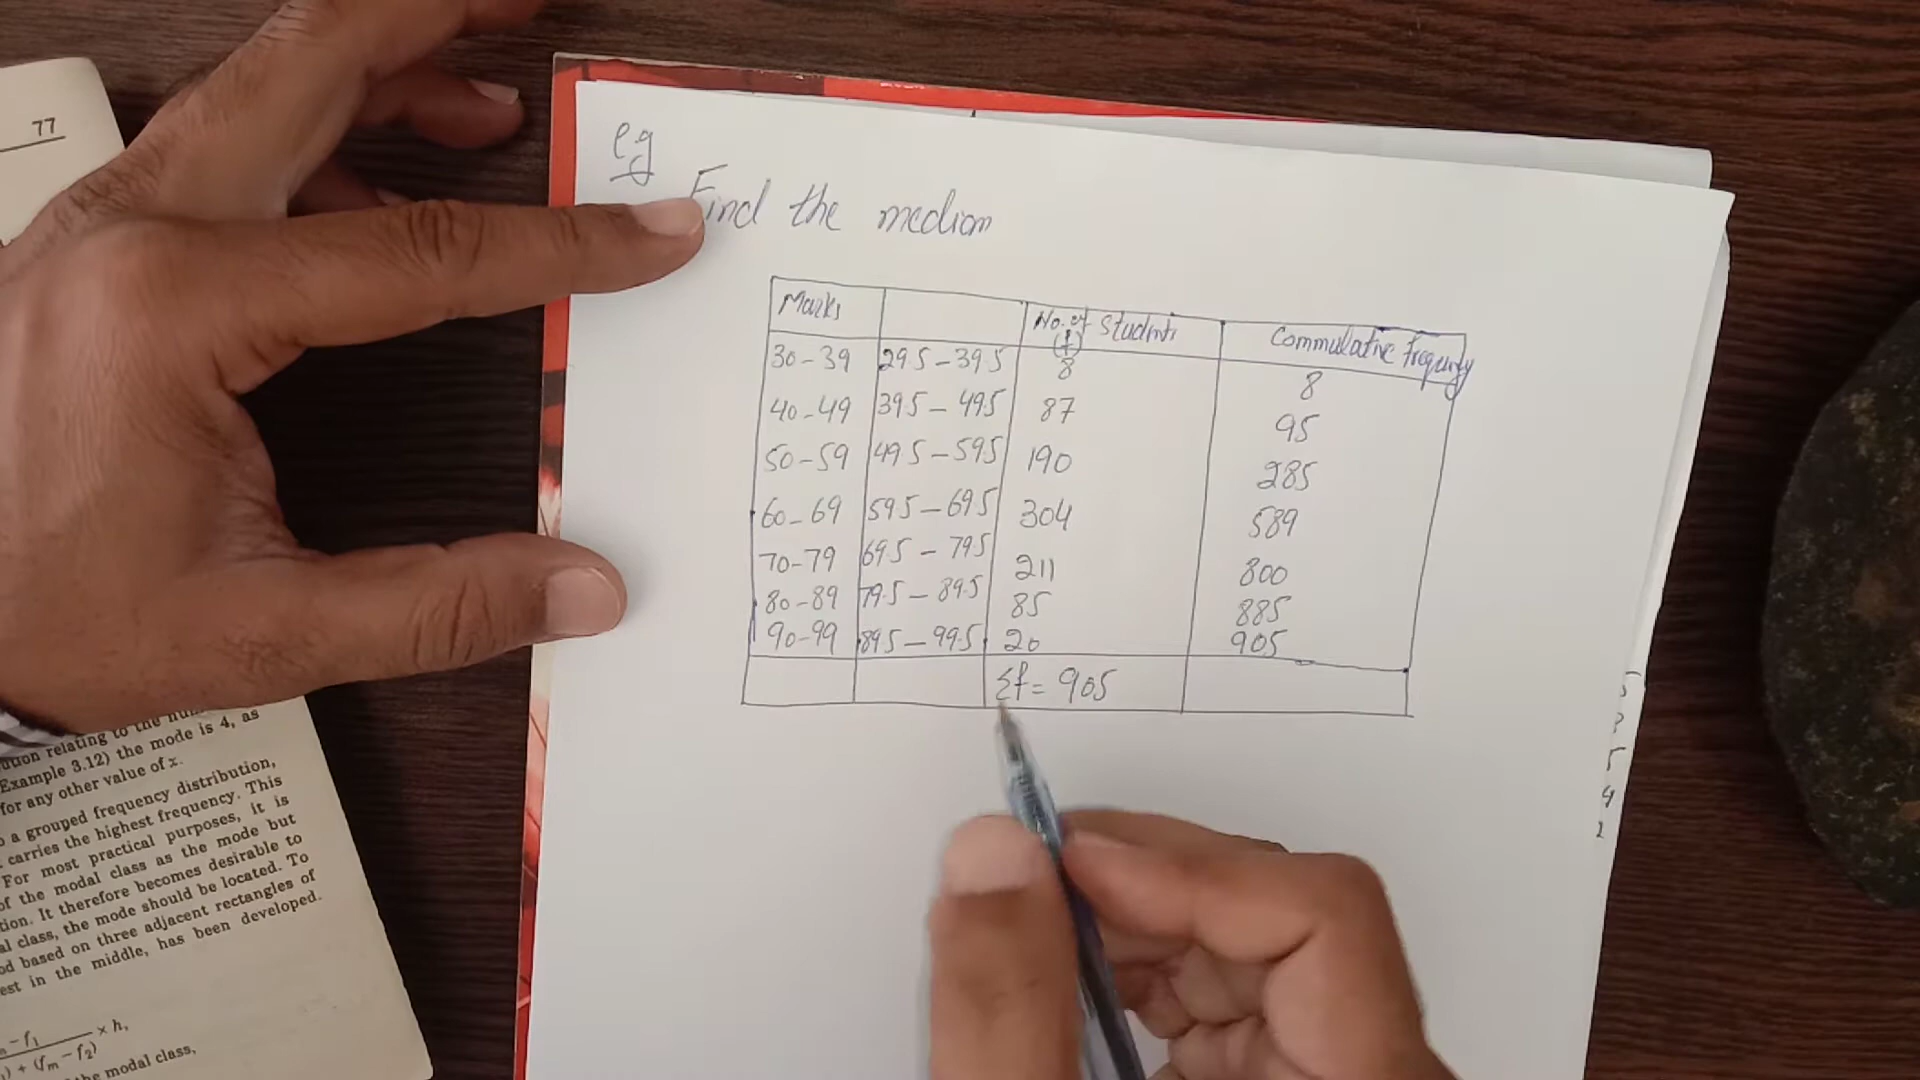 77
e.g
Find the median
Marks No. of Students Commulative Frequency
(f)
30-39 29.5-39.5 8 8
40-49 39.5-49.5 87 95
50-59 49.5-59.5 190 285
60-69 59.5-69.5 304 589
70-79 69.5-79.5 211 800
80-89 79.5-89.5 85 885
90-99 89.5-99.5 20 905
Σf = 905
relating to the
Example 3.12) the mode is 4, as
for any other value of x.
a grouped frequency distribution,
carries the highest frequency. This
For most practical purposes, it is
of the modal class as the mode but
It therefore becomes desirable to
class, the mode should be located. To
based on three adjacent rectangles of
in the middle, has been developed.
- f₁
+ (fm - f₂) × h,
the modal class,